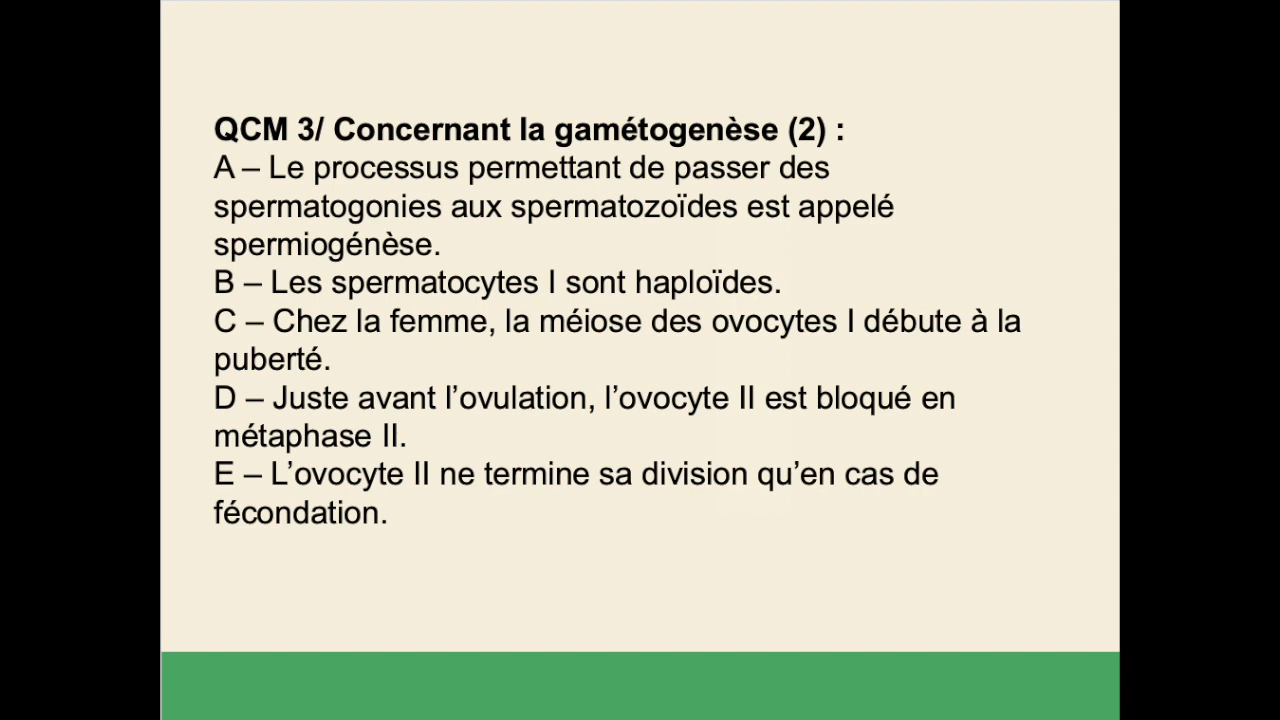 QCM 3/ Concernant la gamétogenèse (2) :
A – Le processus permettant de passer des
spermatogonies aux spermatozoïdes est appelé
spermiogénèse.
B – Les spermatocytes I sont haploïdes.
C – Chez la femme, la méiose des ovocytes I débute à la
puberté.
D – Juste avant l’ovulation, l’ovocyte II est bloqué en
métaphase II.
E – L’ovocyte II ne termine sa division qu’en cas de
fécondation.